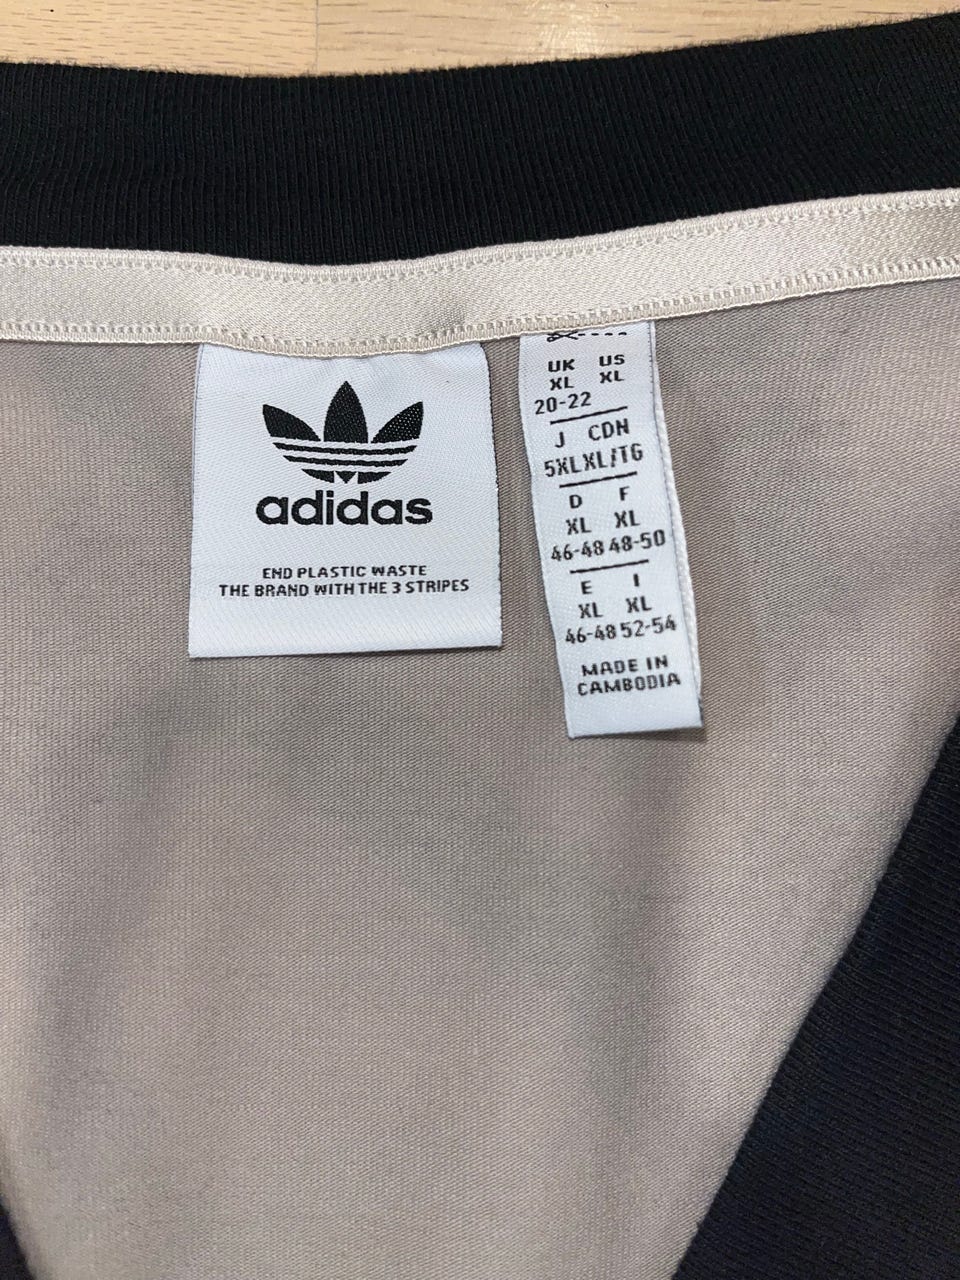 adidas
END PLASTIC WASTE
THE BRAND WITH THE 3 STRIPES
UK US
XL XL
20-22
J CDN
5XL XL/TG
D F
XL XL
46-48 48-50
E I
XL XL
46-48 52-54
MADE IN
CAMBODIA